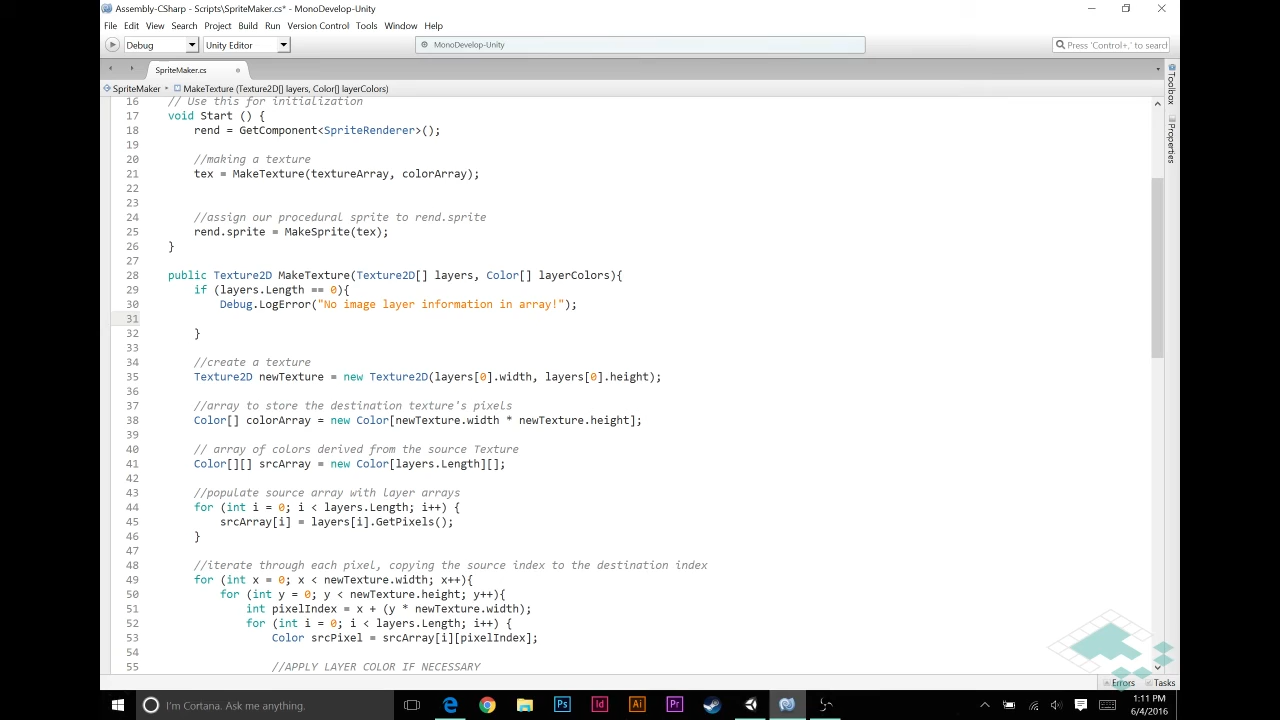 Assembly-CSharp - Scripts\SpriteMaker.cs* - MonoDevelop-Unity
File Edit View Search Project Build Run Version Control Tools Window Help
Debug Unity Editor MonoDevelop-Unity Press 'Control+,' to search
SpriteMaker.cs
SpriteMaker MakeTexture (Texture2D[] layers, Color[] layerColors)
Toolbox
Properties
16 // Use this for initialization
17 void Start () {
18 rend = GetComponent<SpriteRenderer>();
19
20 //making a texture
21 tex = MakeTexture(textureArray, colorArray);
22
23
24 //assign our procedural sprite to rend.sprite
25 rend.sprite = MakeSprite(tex);
26 }
27
28 public Texture2D MakeTexture(Texture2D[] layers, Color[] layerColors){
29 if (layers.Length == 0){
30 Debug.LogError("No image layer information in array!");
31
32 }
33
34 //create a texture
35 Texture2D newTexture = new Texture2D(layers[0].width, layers[0].height);
36
37 //array to store the destination texture's pixels
38 Color[] colorArray = new Color[newTexture.width * newTexture.height];
39
40 // array of colors derived from the source Texture
41 Color[][] srcArray = new Color[layers.Length][];
42
43 //populate source array with layer arrays
44 for (int i = 0; i < layers.Length; i++) {
45 srcArray[i] = layers[i].GetPixels();
46 }
47
48 //iterate through each pixel, copying the source index to the destination index
49 for (int x = 0; x < newTexture.width; x++){
50 for (int y = 0; y < newTexture.height; y++){
51 int pixelIndex = x + (y * newTexture.width);
52 for (int i = 0; i < layers.Length; i++) {
53 Color srcPixel = srcArray[i][pixelIndex];
54
55 //APPLY LAYER COLOR IF NECESSARY
Errors Tasks
I'm Cortana. Ask me anything.
Ps Id Ai Pr
1:11 PM
6/4/2016